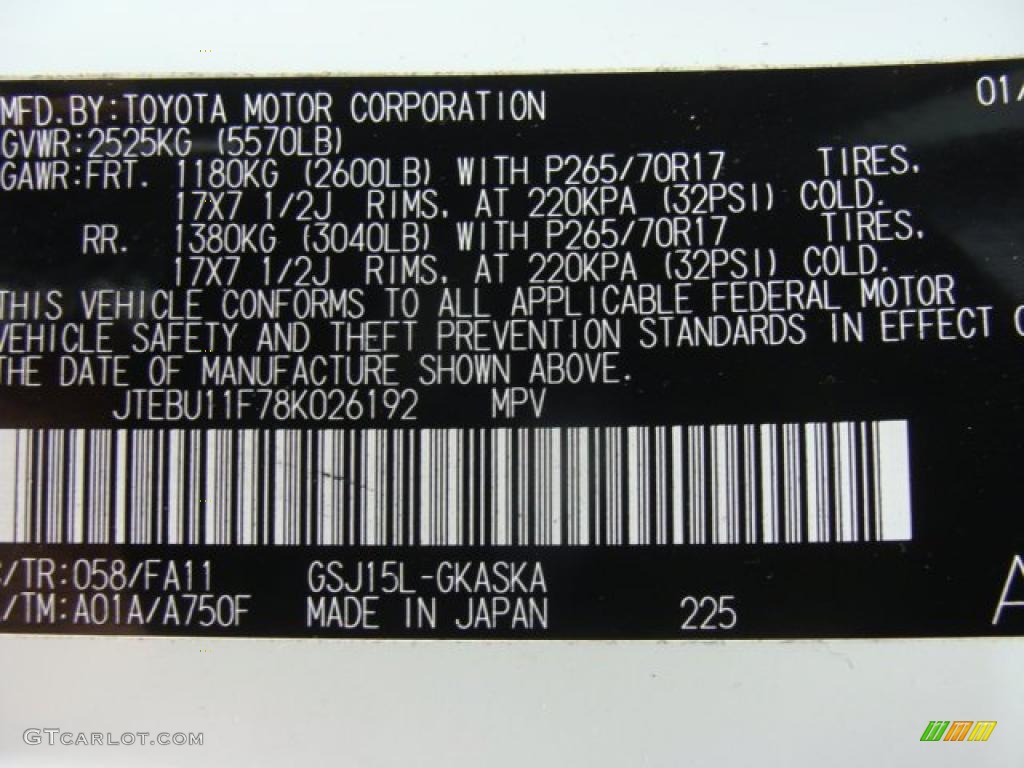 MFD.BY:TOYOTA MOTOR CORPORATION 01/
GVWR:2525KG (5570LB)
GAWR:FRT. 1180KG (2600LB) WITH P265/70R17 TIRES,
17X7 1/2J RIMS, AT 220KPA (32PSI) COLD.
RR. 1380KG (3040LB) WITH P265/70R17 TIRES,
17X7 1/2J RIMS, AT 220KPA (32PSI) COLD.
THIS VEHICLE CONFORMS TO ALL APPLICABLE FEDERAL MOTOR
VEHICLE SAFETY AND THEFT PREVENTION STANDARDS IN EFFECT
THE DATE OF MANUFACTURE SHOWN ABOVE.
JTEBU11F78K026192 MPV
/TR:058/FA11 GSJ15L-GKASKA
/TM:A01A/A750F MADE IN JAPAN 225 A
GTCARLOT.COM